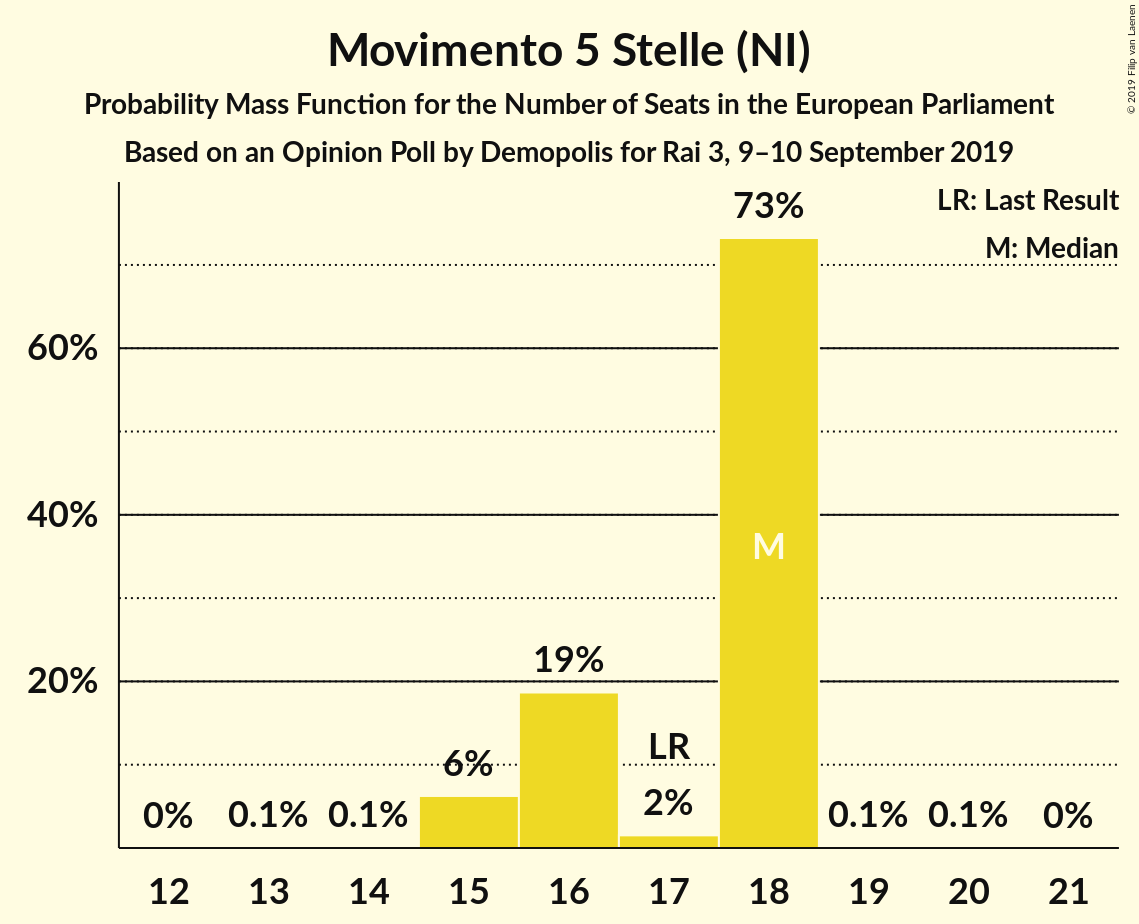 Movimento 5 Stelle (NI)
Probability Mass Function for the Number of Seats in the European Parliament
Based on an Opinion Poll by Demopolis for Rai 3, 9–10 September 2019
© 2019 Filip van Laenen
LR: Last Result
M: Median
73%
60%
40%
M
20%
19%
LR
6%
2%
0% 0.1% 0.1% 0.1% 0.1% 0%
12 13 14 15 16 17 18 19 20 21